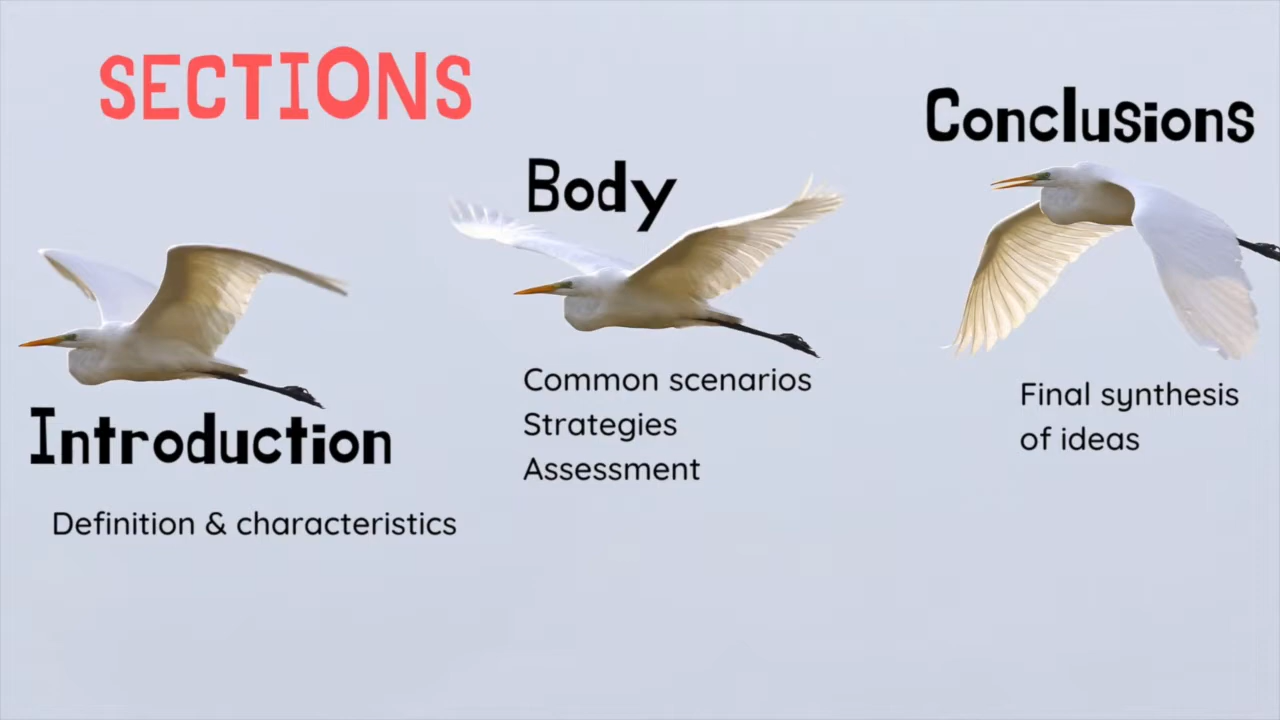 SECTIONS
Introduction
Definition & characteristics
Body
Common scenarios
Strategies
Assessment
Conclusions
Final synthesis
of ideas